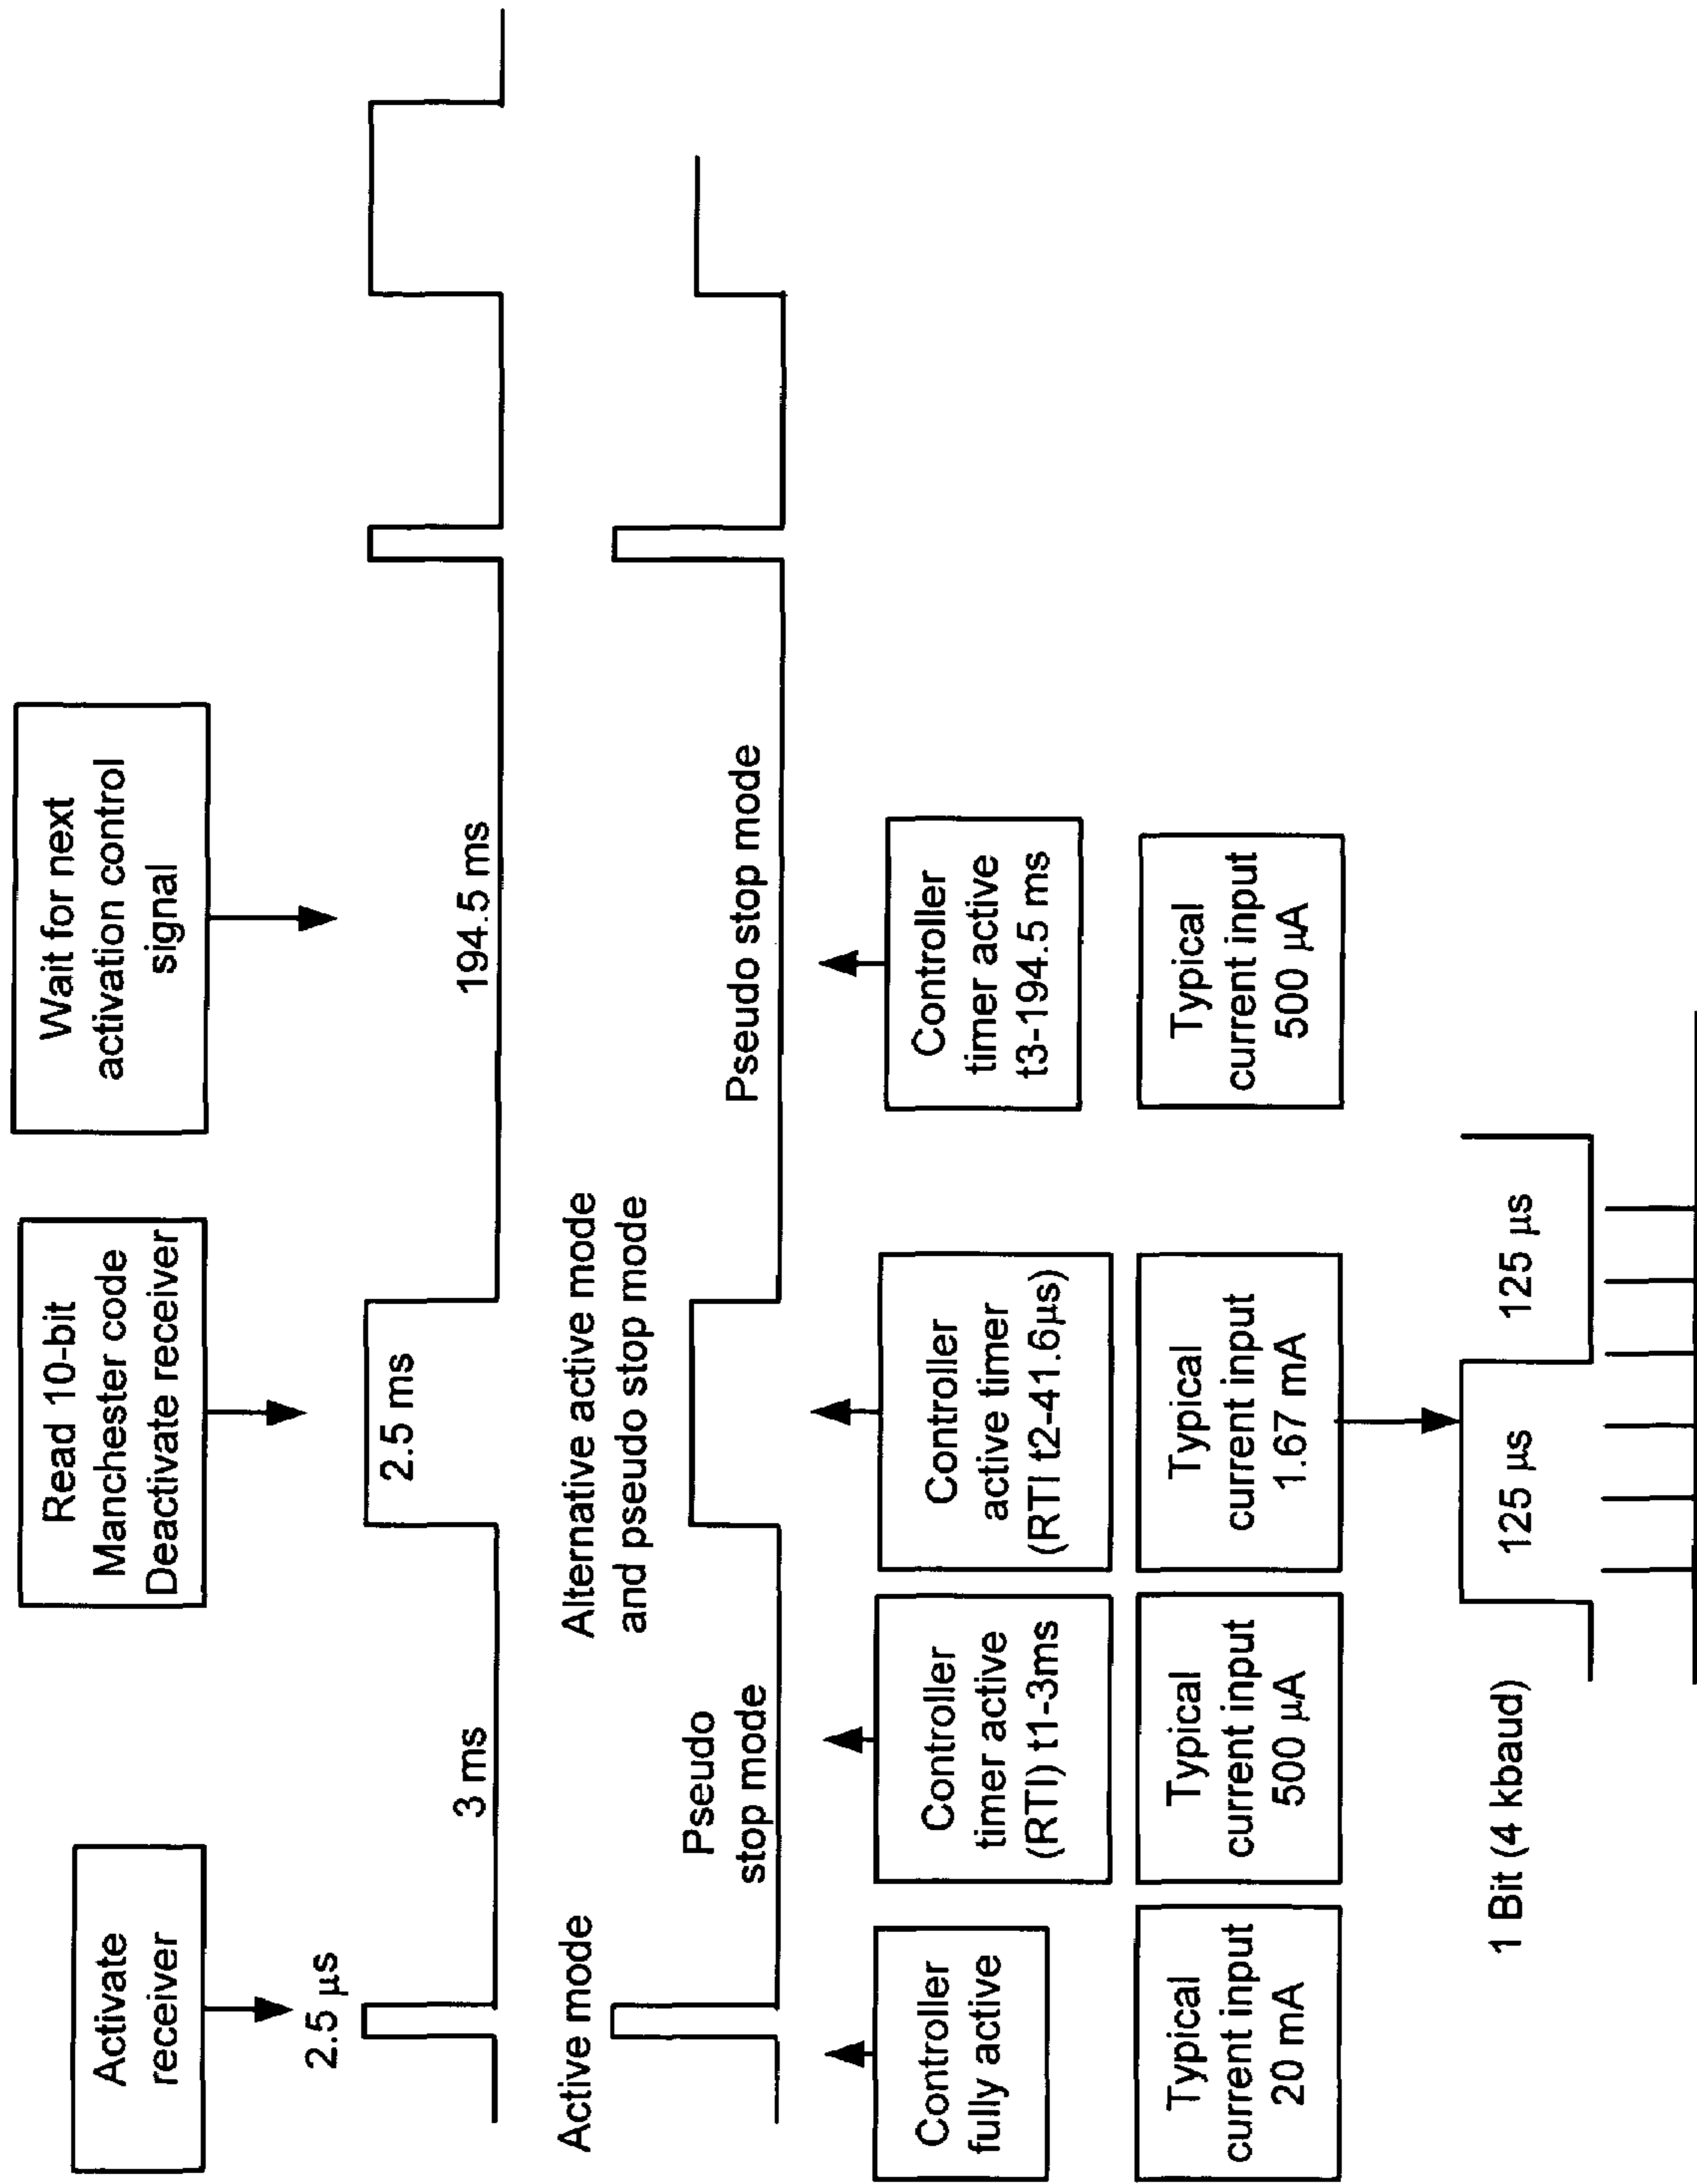 Activate
receiver
Read 10-bit
Manchester code
Deactivate receiver
Wait for next
activation control
signal
2.5 µs
3 ms
2.5 ms
194.5 ms
Active mode
Pseudo
stop mode
Alternative active mode
and pseudo stop mode
Pseudo stop mode
Controller
fully active
Controller
timer active
(RTI) t1-3ms
Controller
active timer
(RTI t2-41.6µs)
Controller
timer active
t3-194.5 ms
Typical
current input
20 mA
Typical
current input
500 µA
Typical
current input
1.67 mA
Typical
current input
500 µA
1 Bit (4 kbaud)
125 µs
125 µs